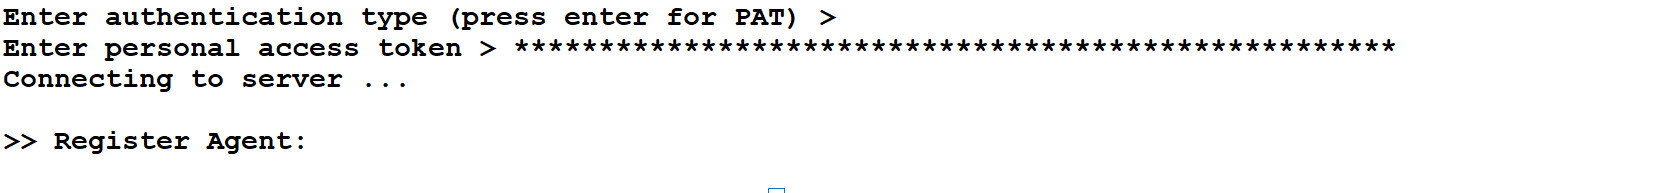 Enter authentication type (press enter for PAT) >
Enter personal access token > ****************************************************
Connecting to server ...
>> Register Agent: